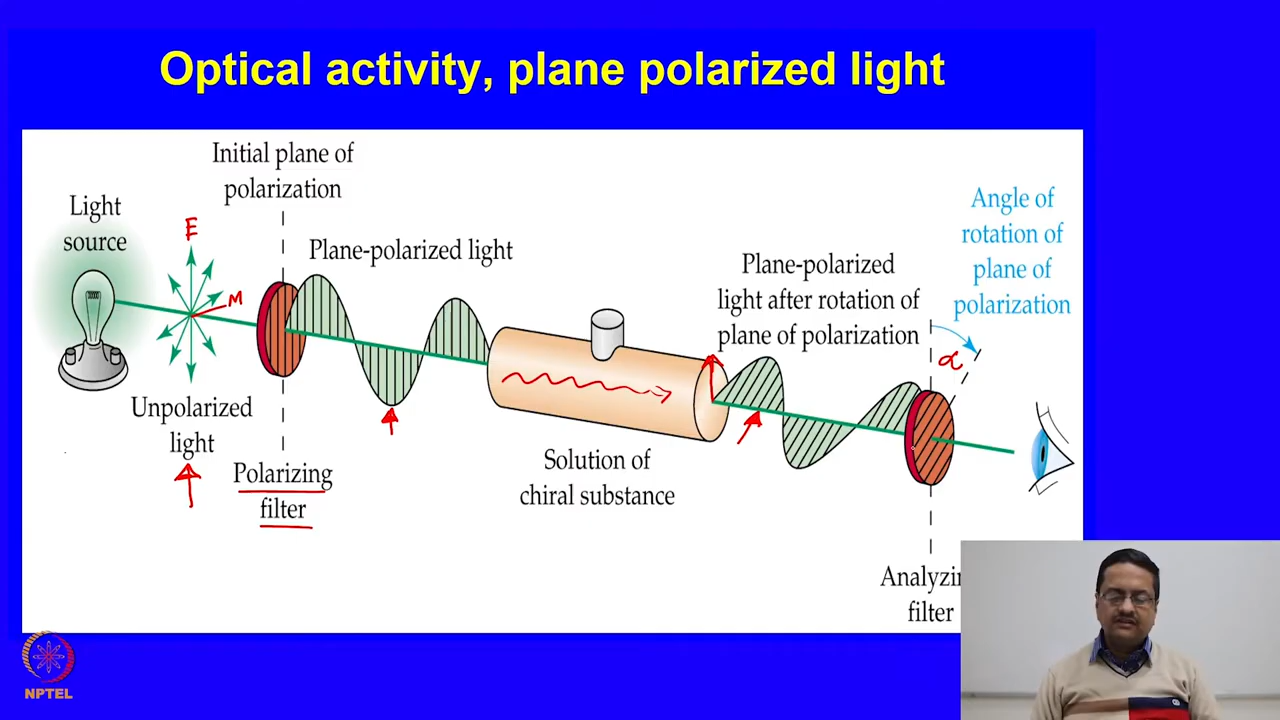 Optical activity, plane polarized light
Initial plane of
polarization
Light
source
E
M
Plane-polarized light
Unpolarized
light
Polarizing
filter
Solution of
chiral substance
Plane-polarized
light after rotation of
plane of polarization
Angle of
rotation of
plane of
polarization
α
Analyzin
filter
NPTEL